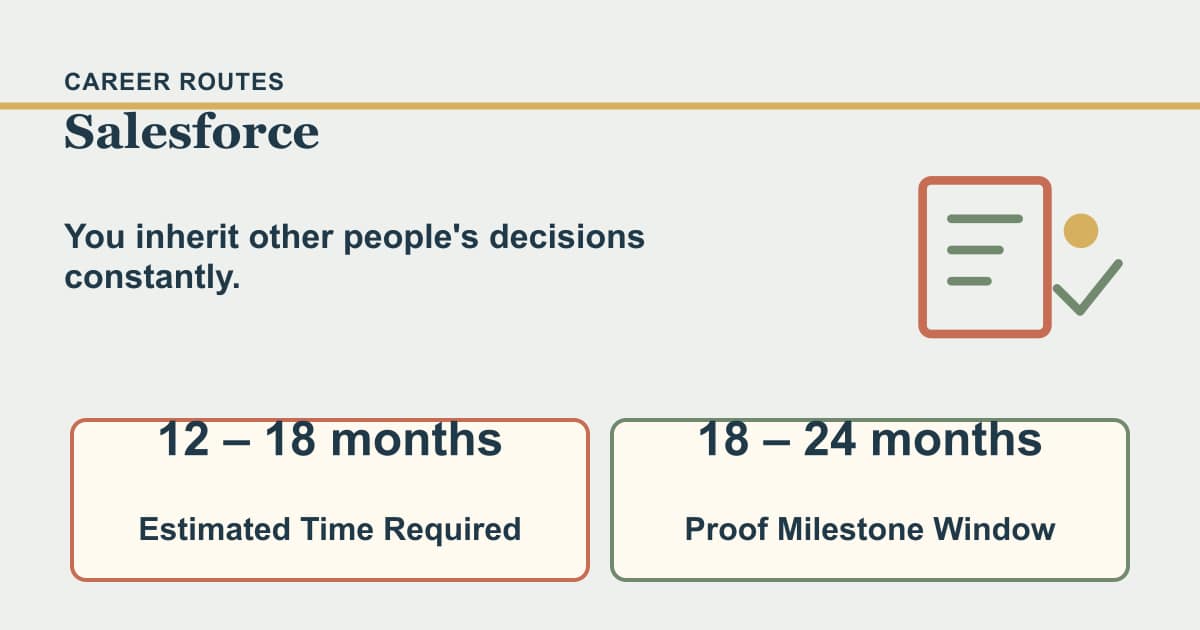 CAREER ROUTES
Salesforce
You inherit other people's decisions
constantly.
12 – 18 months
Estimated Time Required
18 – 24 months
Proof Milestone Window